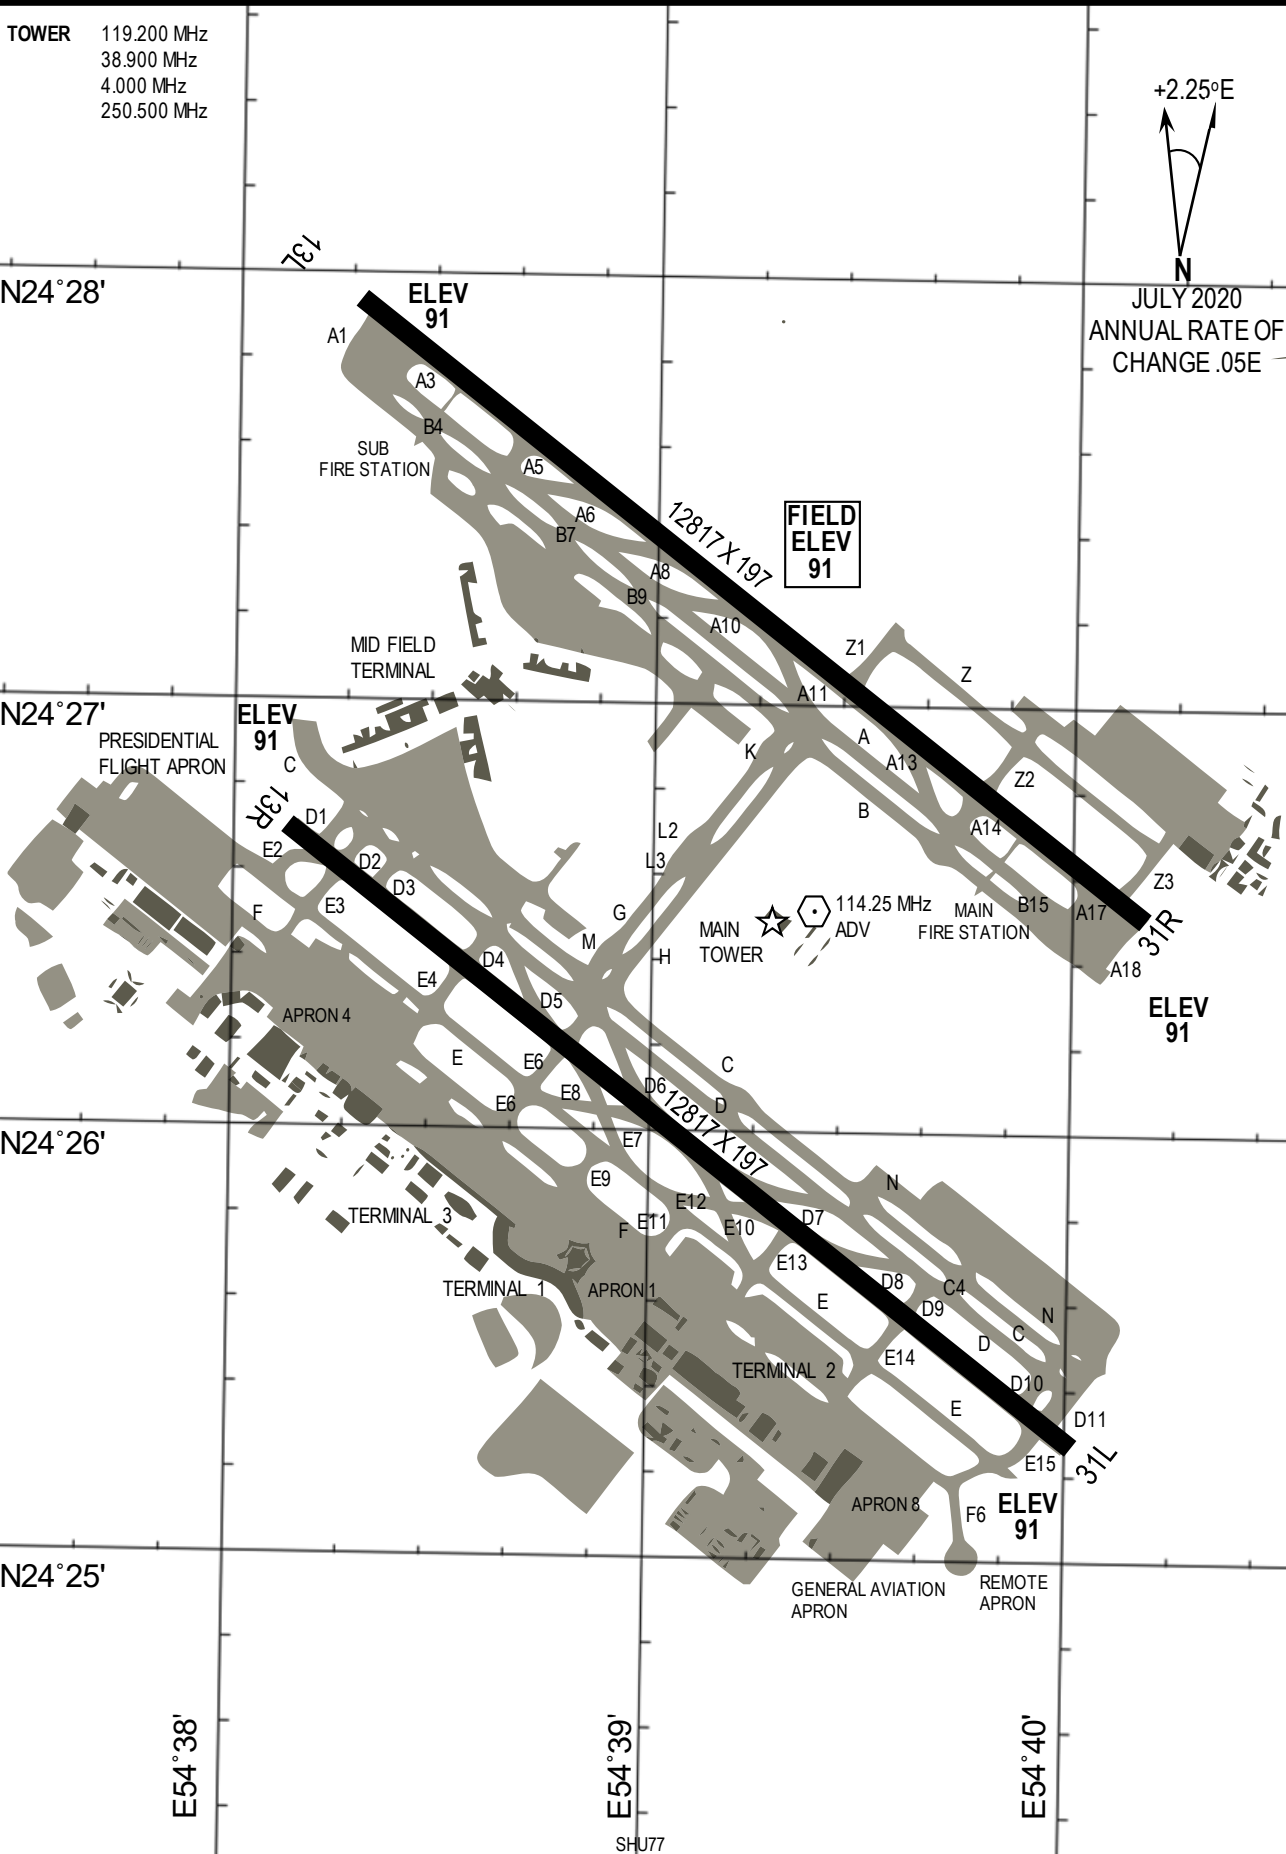 TOWER 119.200 MHz
38.900 MHz
4.000 MHz
250.500 MHz
+2.25°E
N
JULY 2020
ANNUAL RATE OF
CHANGE .05E
N24°28'
13L
ELEV
91
A1
A3
B4
SUB
FIRE STATION
A5
A6
B7
12817 X 197
FIELD
ELEV
91
A8
B9
A10
Z1
Z
MID FIELD
TERMINAL
A11
N24°27'
ELEV
91
PRESIDENTIAL
FLIGHT APRON
C
K
A
A13
Z2
B
13R
D1
E2
D2
D3
L2
L3
A14
Z3
F
E3
G
M
H
MAIN
TOWER
114.25 MHz
ADV
MAIN
FIRE STATION
B15
A17
31R
A18
D4
E4
D5
APRON 4
ELEV
91
E
E6
E8
D6
C
D
E6
12817 X 197
N24°26'
E7
E9
E12
N
TERMINAL 3
F
E11
E10
D7
E13
TERMINAL 1
APRON 1
E
D8
C4
D9
N
C
D
E14
TERMINAL 2
D10
E
D11
E15
31L
APRON 8
F6
ELEV
91
N24°25'
GENERAL AVIATION
APRON
REMOTE
APRON
E54°38'
E54°39'
E54°40'
SHU77